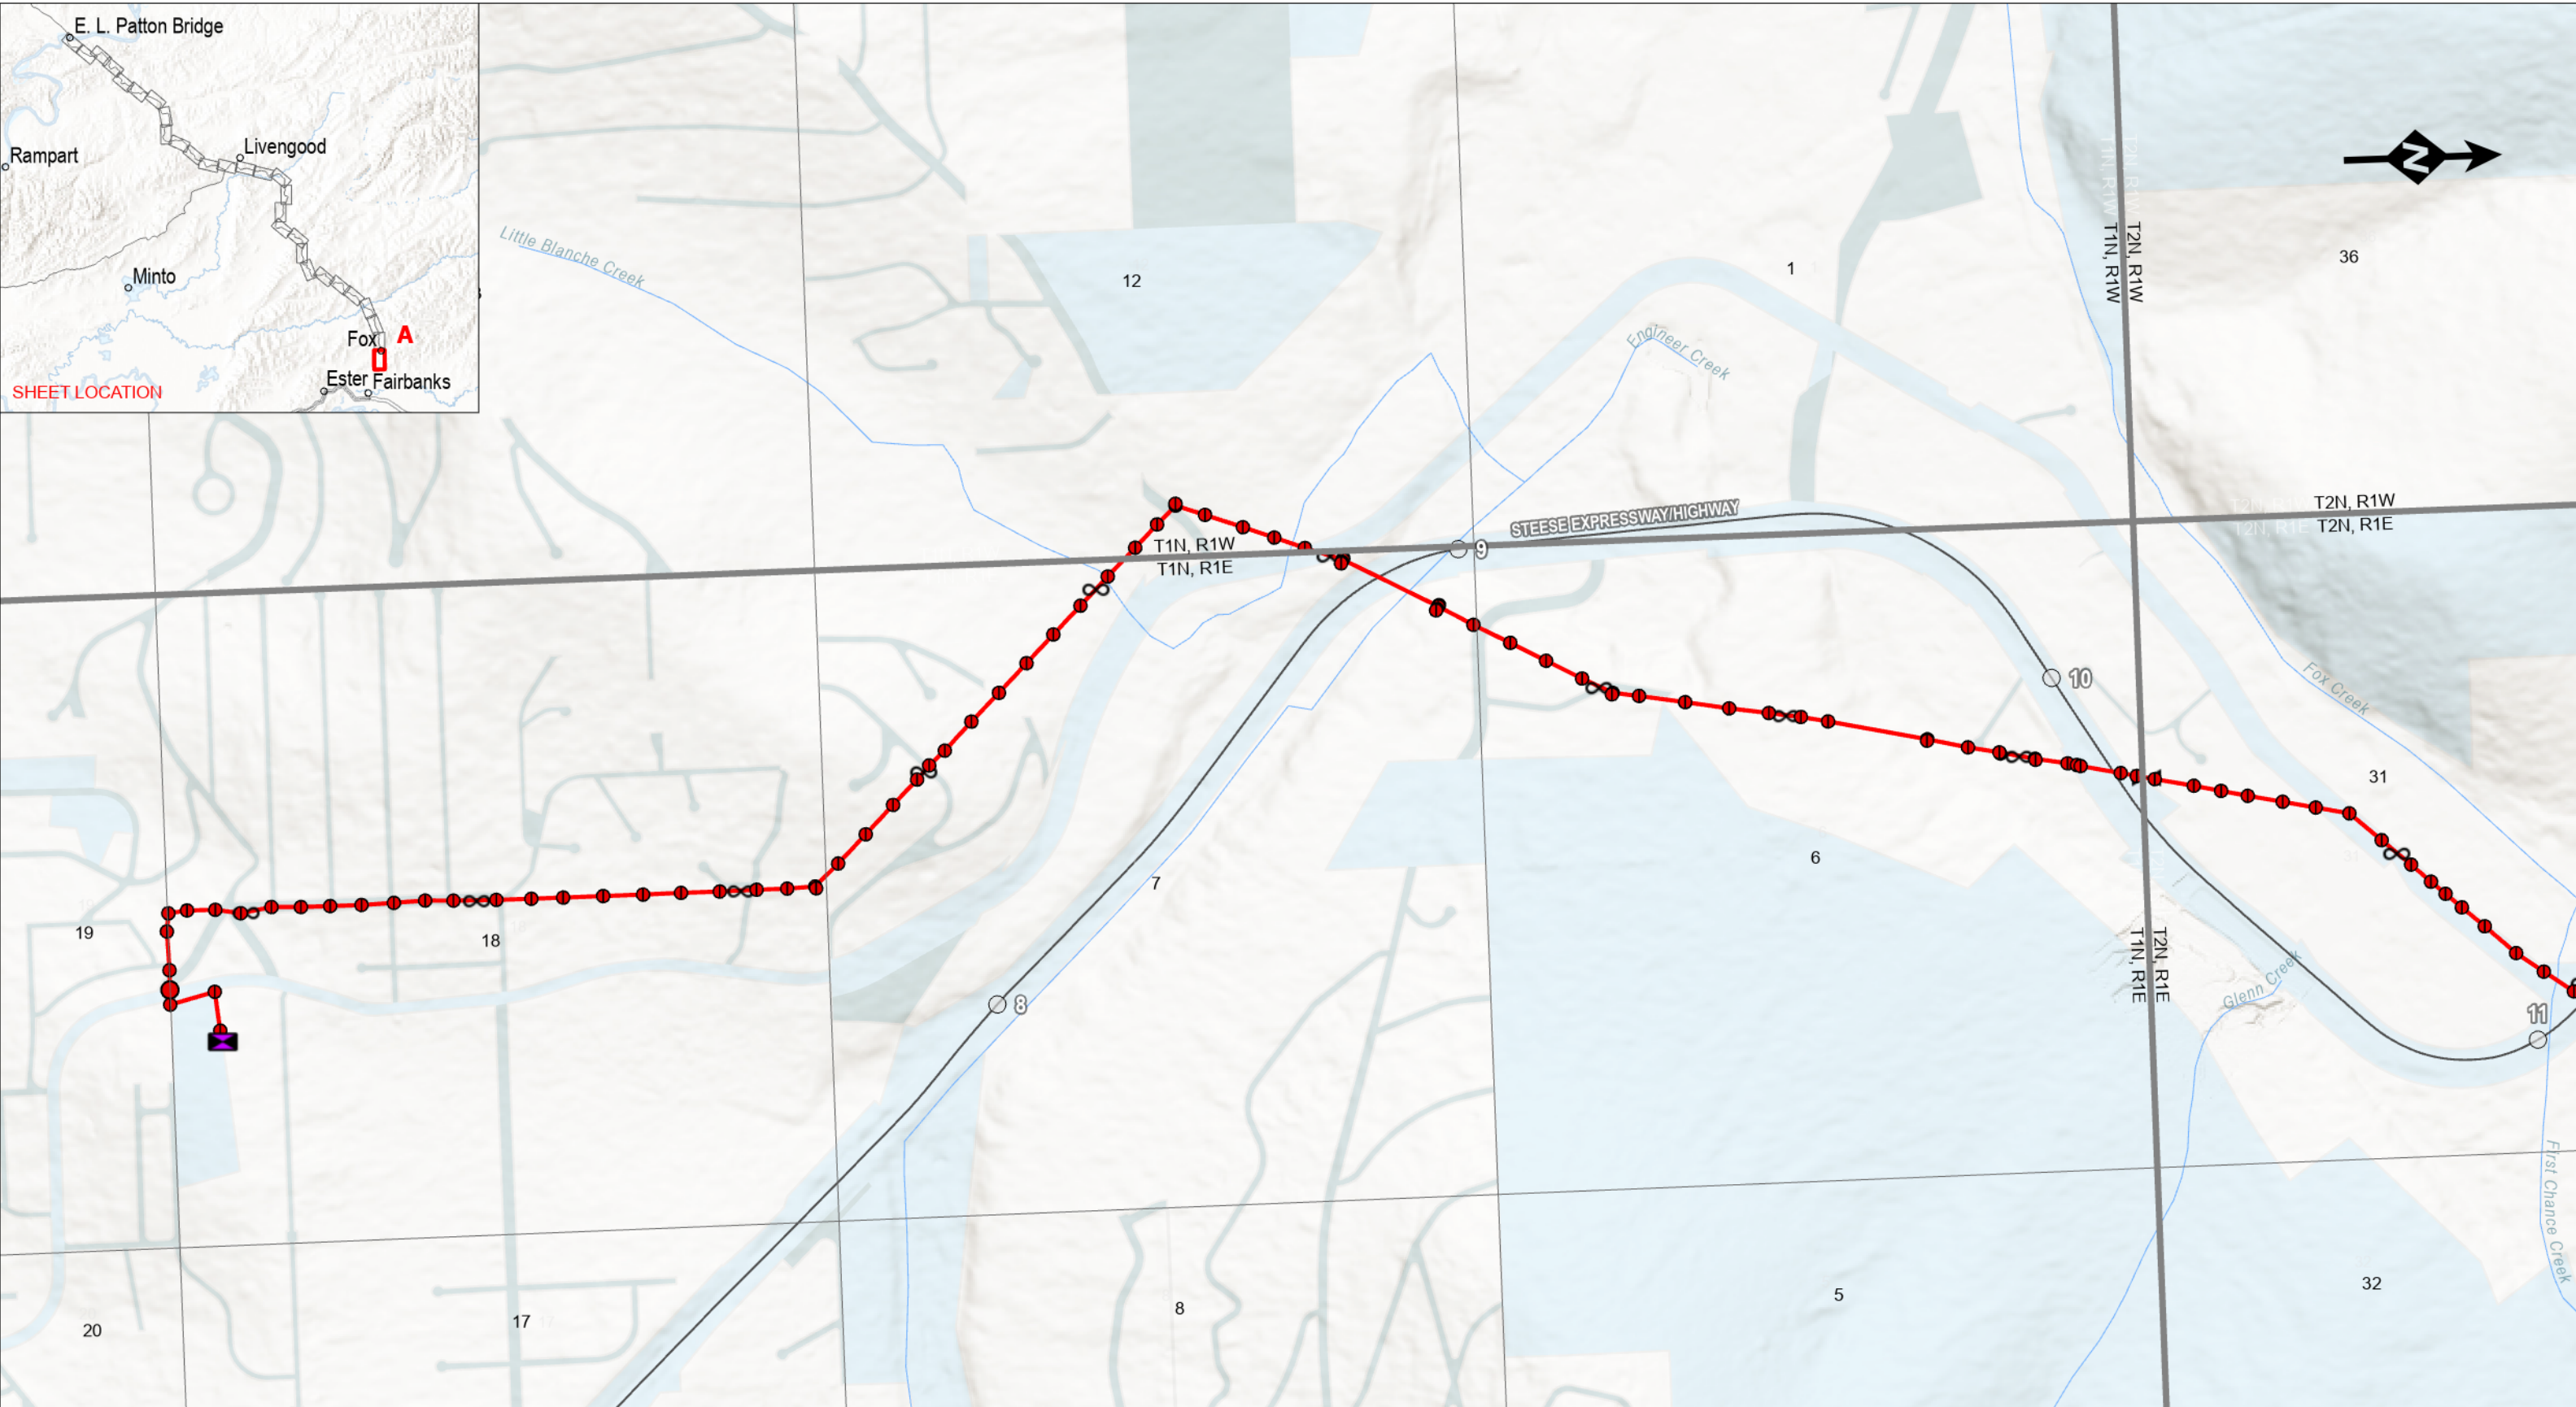 E. L. Patton Bridge
Rampart
Livengood
Minto
Fox
A
Ester
Fairbanks
SHEET LOCATION
Little Blanche Creek
12
Engineer Creek
1
T2N, R1W
T1N, R1W
36
N
STEESE EXPRESSWAY/HIGHWAY
T2N, R1W
T2N, R1E
T1N, R1W
T1N, R1E
9
10
Fox Creek
31
6
7
19
18
8
T2N, R1E
T1N, R1E
Glenn Creek
11
First Chance Creek
32
5
8
17
20